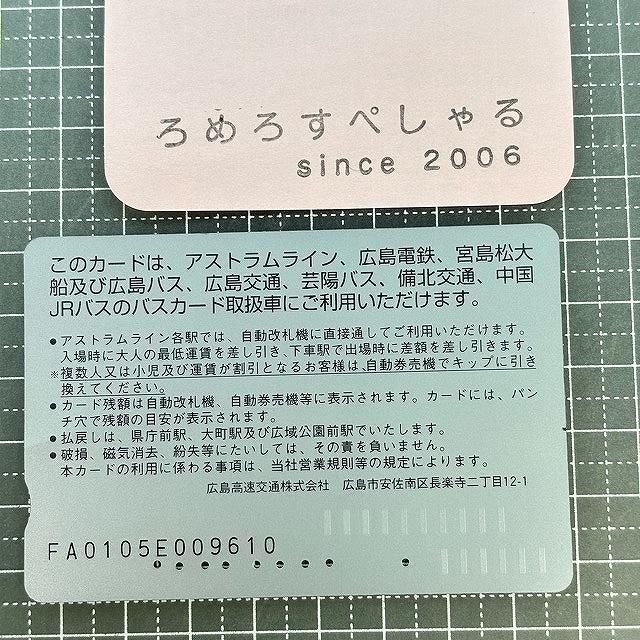 ろめろすぺしゃる
since 2006
このカードは、アストラムライン、広島電鉄、宮島松大
船及び広島バス、広島交通、芸陽バス、備北交通、中国
JRバスのバスカード取扱車にご利用いただけます。
●アストラムライン各駅では、自動改札機に直接通してご利用いただけます。
入場時に大人の最低運賃を差し引き、下車駅で出場時に差額を差し引きます。
※複数人又は小児及び運賃が割引となるお客様は、自動券売機でキップに引き
換えてください。
●カード残額は自動改札機、自動券売機等に表示されます。カードには、パン
チ穴で残額の目安が表示されます。
●払戻しは、県庁前駅、大町駅及び広域公園前駅でいたします。
●破損、磁気消去、紛失等にたいしては、その責を負いません。
本カードの利用に係わる事項は、当社営業規則等の規定によります。
広島高速交通株式会社 広島市安佐南区長楽寺二丁目12-1
FA0105E009610